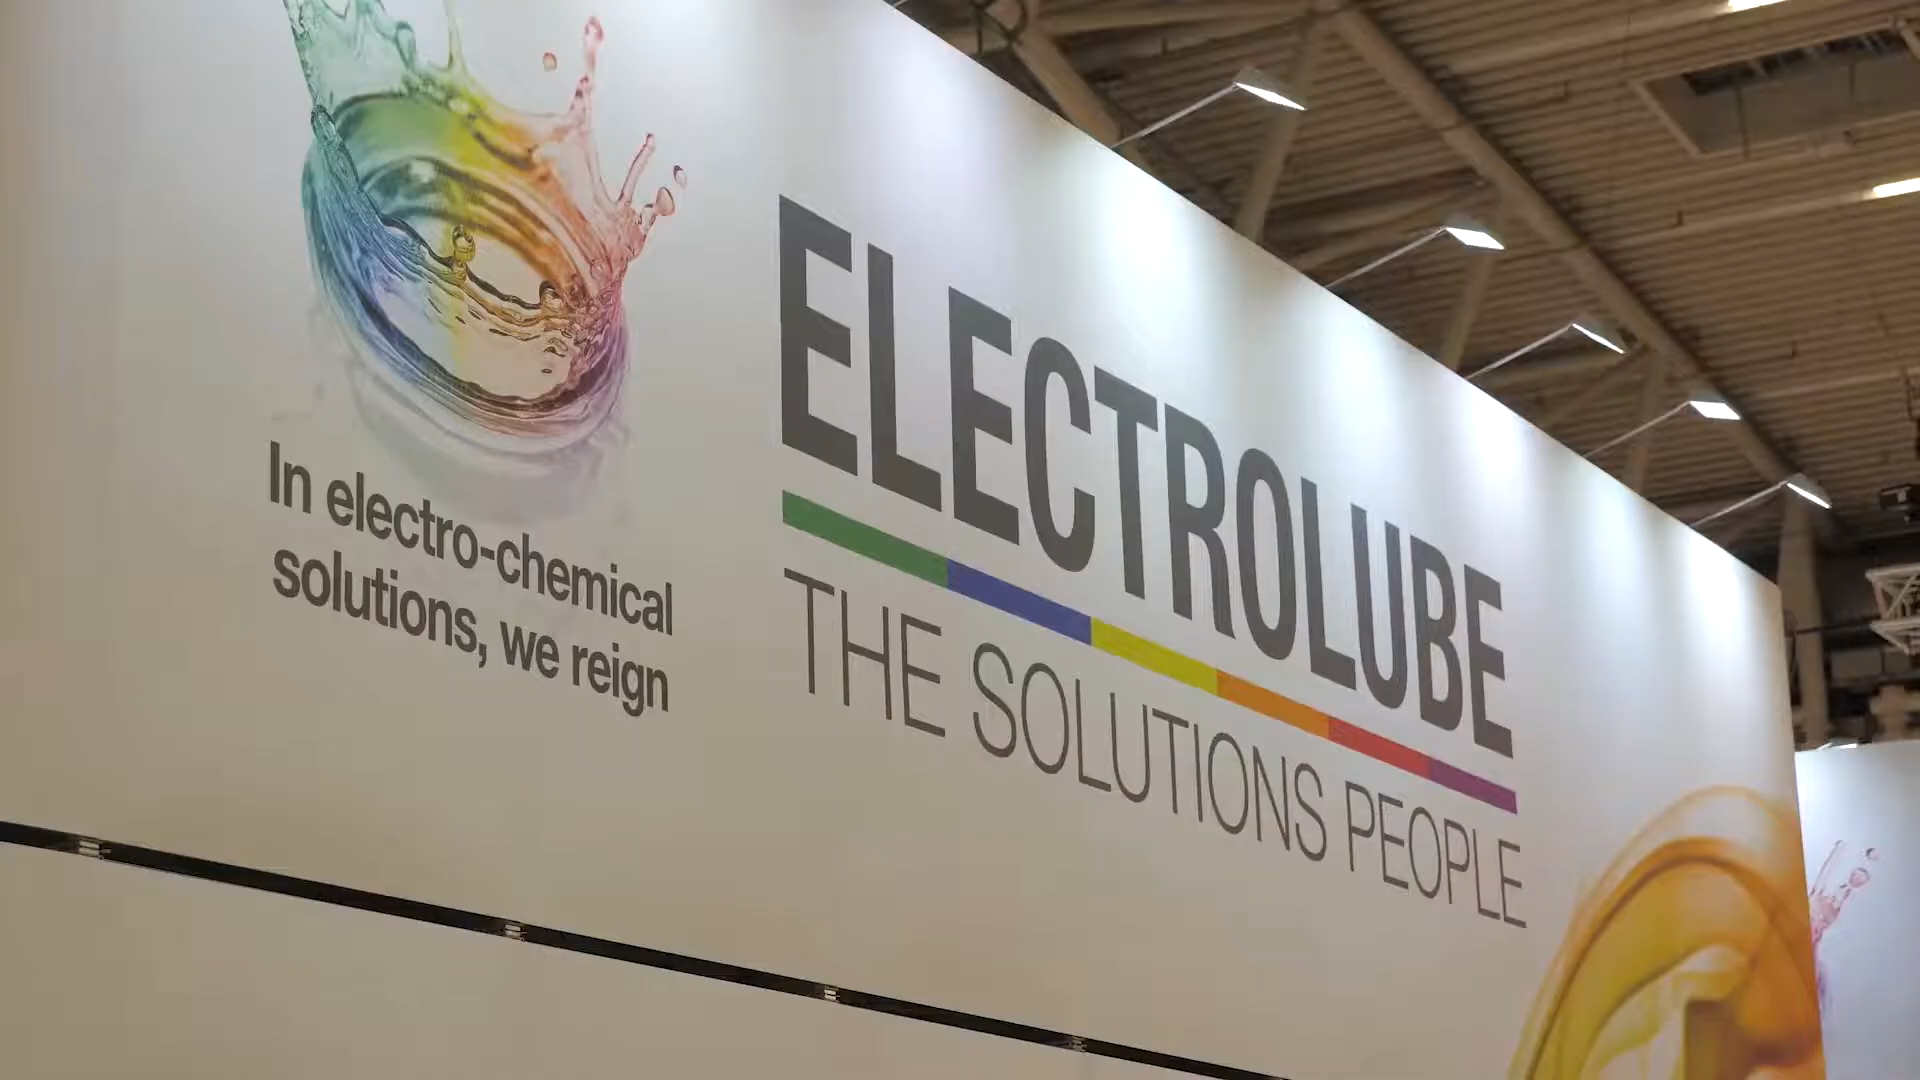 In electro-chemical
solutions, we reign
ELECTROLUBE
THE SOLUTIONS PEOPLE